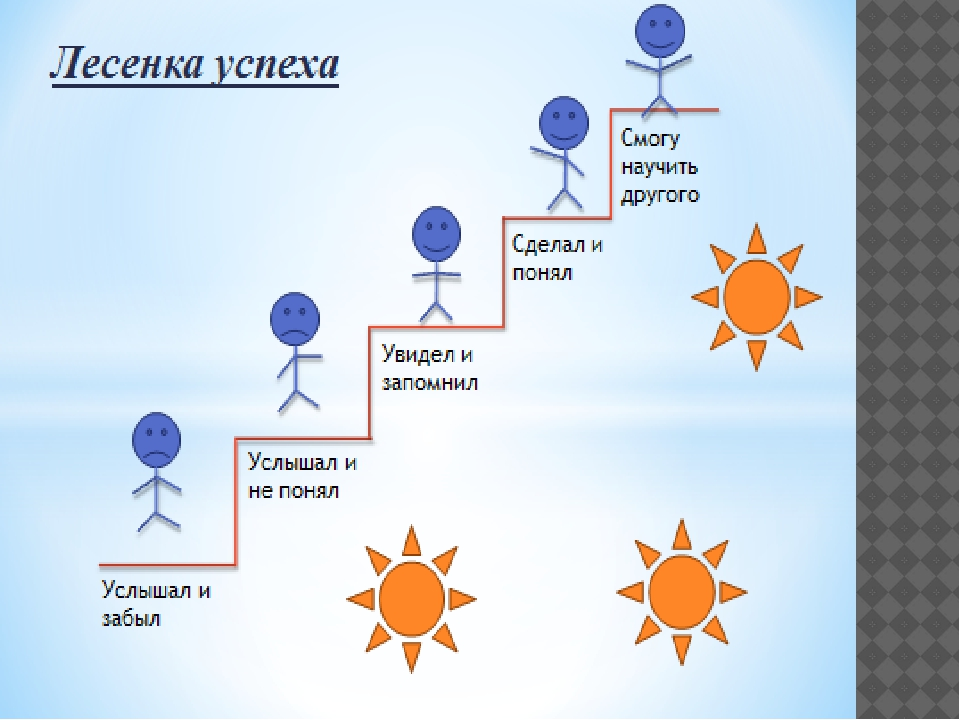 Лесенка успеха
Смогу
научить
другого
Сделал и
понял
Увидел и
запомнил
Услышал и
не понял
Услышал и
забыл